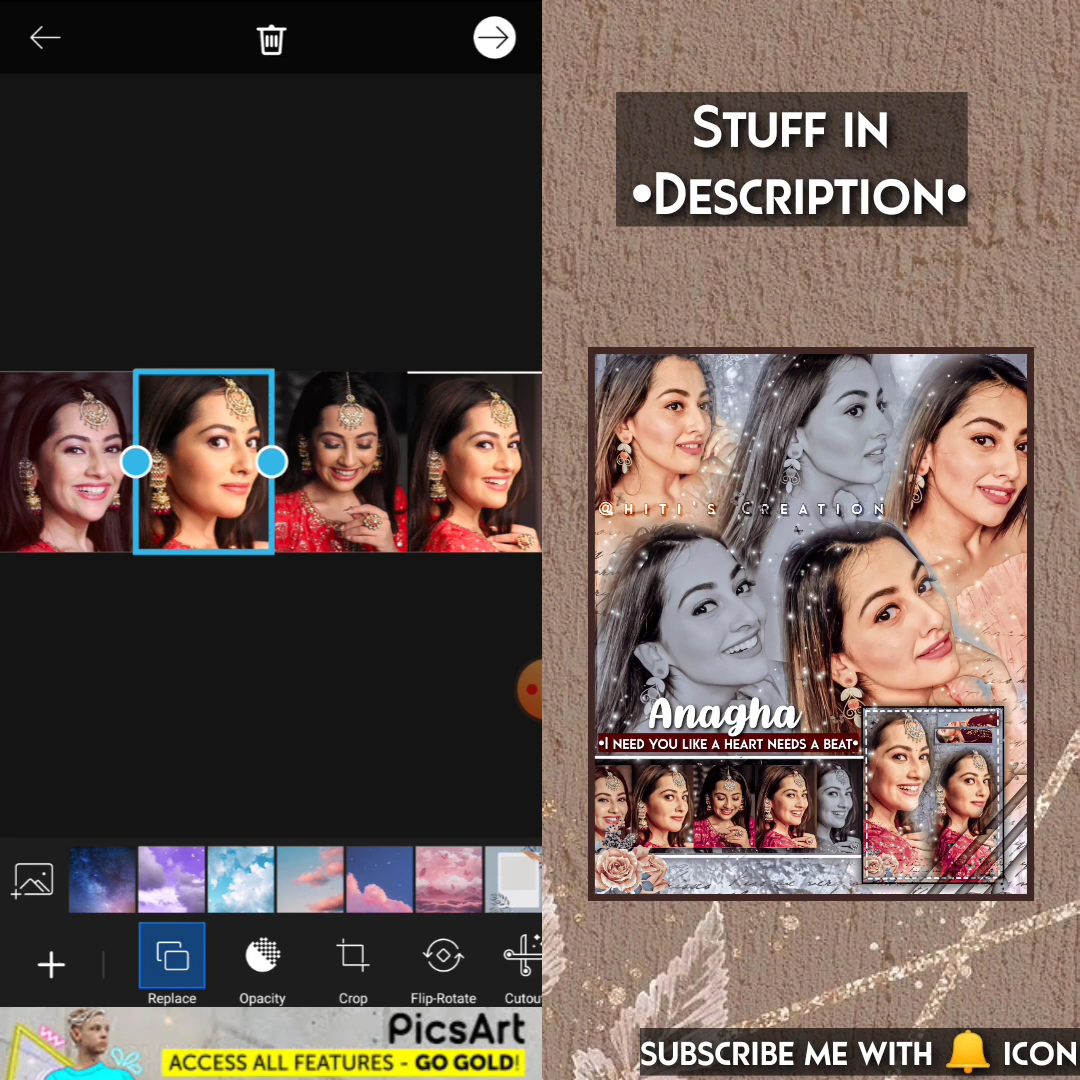 Stuff in
•Description•
@hiti's Creation
Anagha
•I need you like a heart needs a beat•
Replace
Opacity
Crop
Flip-Rotate
Cutou
PicsArt
ACCESS ALL FEATURES - GO GOLD!
SUBSCRIBE ME WITH 🔔 ICON